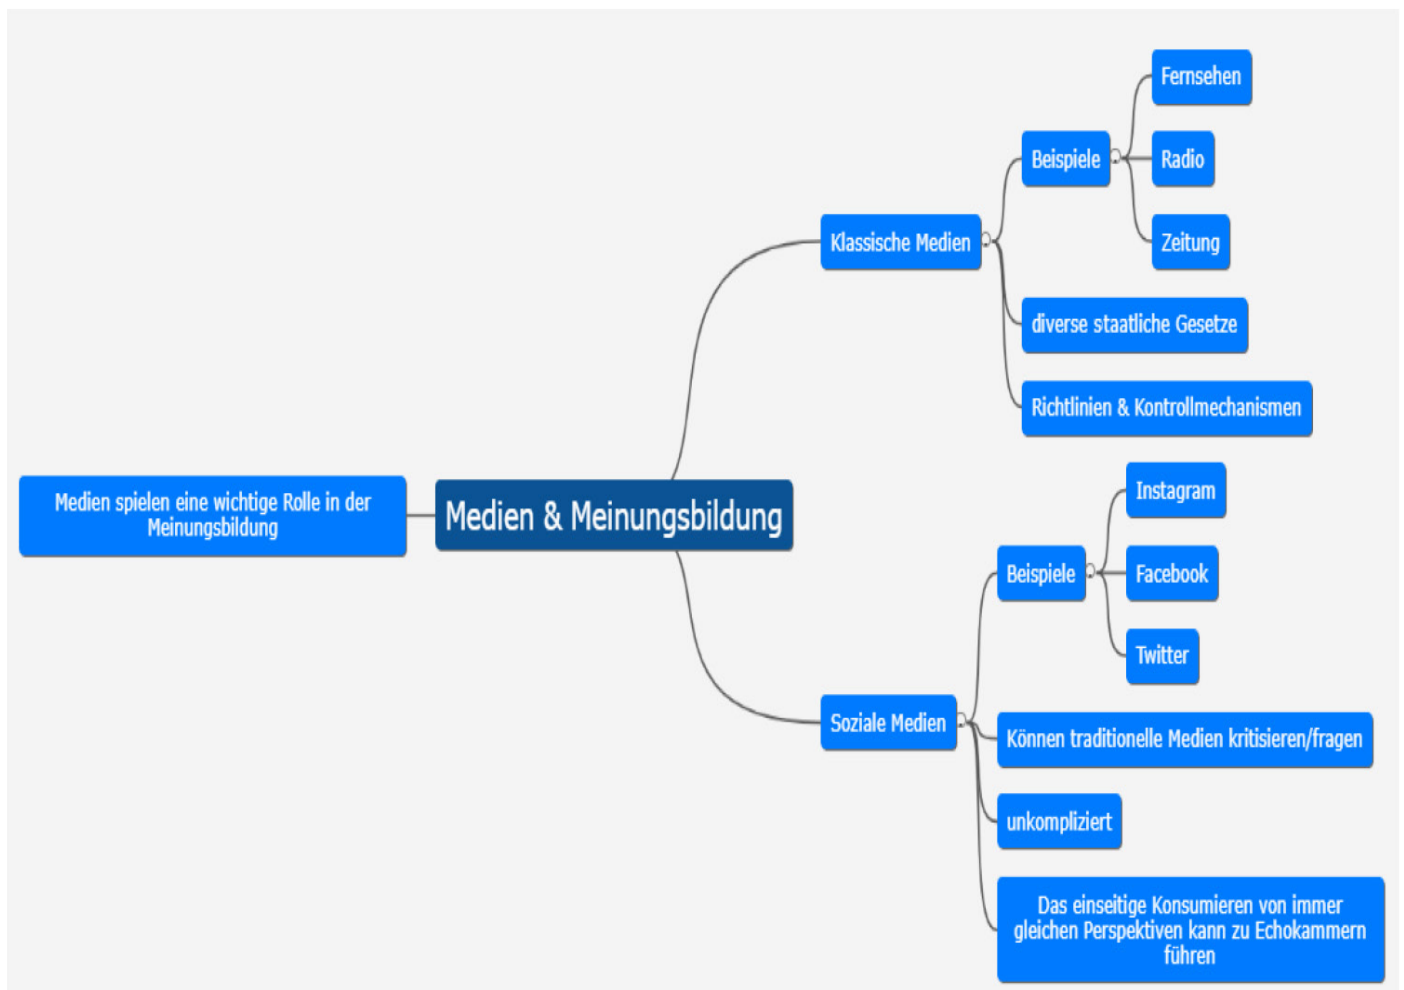 Medien spielen eine wichtige Rolle in der
Meinungsbildung
Medien & Meinungsbildung
Klassische Medien
Beispiele
Fernsehen
Radio
Zeitung
diverse staatliche Gesetze
Richtlinien & Kontrollmechanismen
Soziale Medien
Beispiele
Instagram
Facebook
Twitter
Können traditionelle Medien kritisieren/fragen
unkompliziert
Das einseitige Konsumieren von immer
gleichen Perspektiven kann zu Echokammern
führen